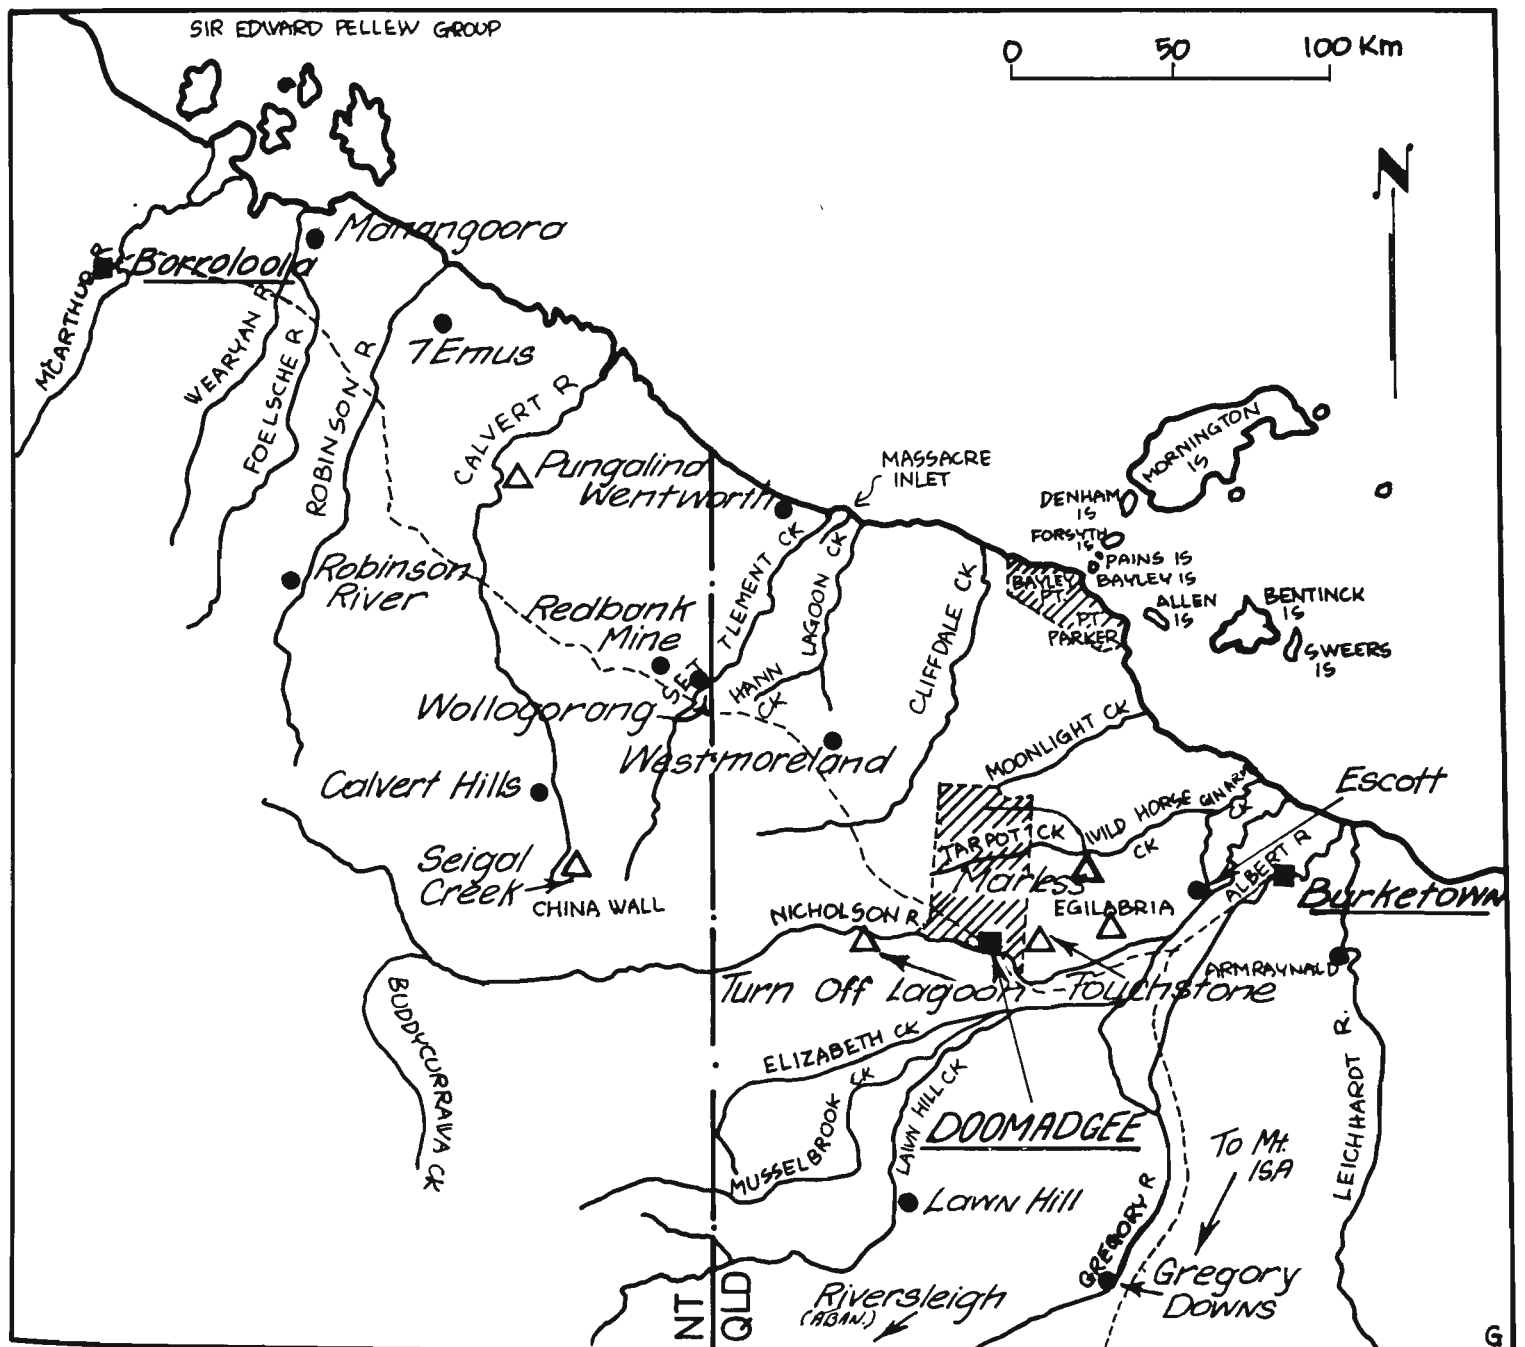 SIR EDWARD PELLEW GROUP
0 50 100 Km
N
Manangoora
Borroloola
McARTHUR R
WEARYAN R
FOELSCHE R
ROBINSON R
7 Emus
CALVERT R
Pungalina
Wentworth
MASSACRE
INLET
MORNINGTON
IS
DENHAM
IS
FORSYTH
IS
PAINS IS
BAYLEY IS
BAYLEY
PT
ALLEN
IS
BENTINCK
IS
PT
PARKER
SWEERS
IS
Robinson
River
Redbank
Mine
SETTLEMENT CK
LAGOON CK
HANN
CK
CLIFFDALE CK
Wollogorang
Westmoreland
MOONLIGHT CK
Calvert Hills
Escott
TARPOT CK
WILD HORSE
CK
GINARA
CK
Seigal
Creek
CHINA WALL
Marless
ALBERT R
Burketown
EGILABRIA
NICHOLSON R
ARMRAYNALD
Turn Off Lagoon
Touchstone
BUDDYCURRAWA CK
ELIZABETH CK
MUSSELBROOK CK
LAWN HILL CK
DOOMADGEE
LEICHHARDT R.
To Mt.
ISA
Lawn Hill
GREGORY R
Gregory
DOWNS
Riversleigh
(ABAN.)
NT
QLD
G